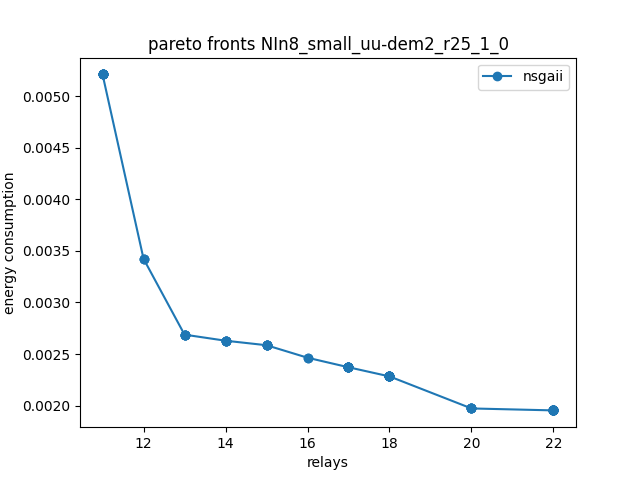 pareto fronts NIn8_small_uu-dem2_r25_1_0
nsgaii
energy consumption
0.0050
0.0045
0.0040
0.0035
0.0030
0.0025
0.0020
12 14 16 18 20 22
relays